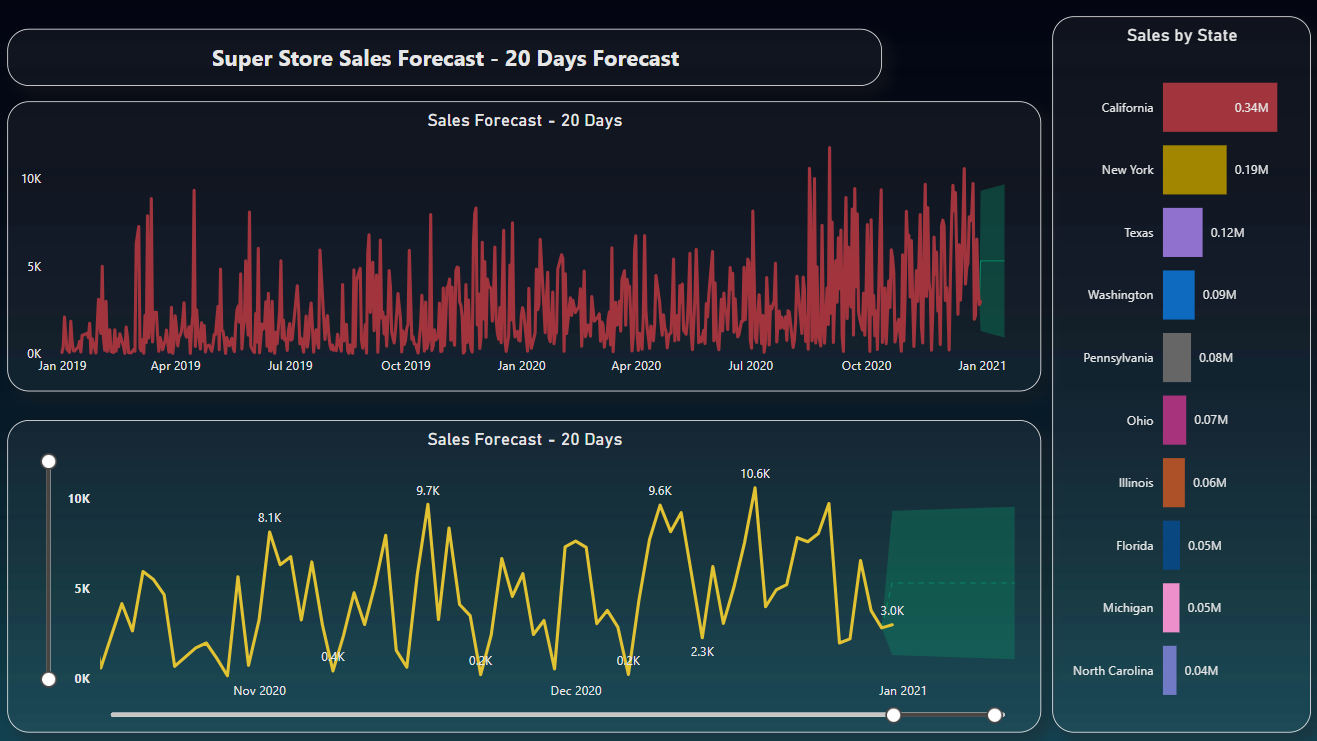 Super Store Sales Forecast - 20 Days Forecast
Sales Forecast - 20 Days
10K
5K
0K
Jan 2019 Apr 2019 Jul 2019 Oct 2019 Jan 2020 Apr 2020 Jul 2020 Oct 2020 Jan 2021
Sales Forecast - 20 Days
10K
5K
0K
8.1K 0.4K 9.7K 0.2K 0.2K 9.6K 2.3K 10.6K 3.0K
Nov 2020 Dec 2020 Jan 2021
Sales by State
California 0.34M
New York 0.19M
Texas 0.12M
Washington 0.09M
Pennsylvania 0.08M
Ohio 0.07M
Illinois 0.06M
Florida 0.05M
Michigan 0.05M
North Carolina 0.04M